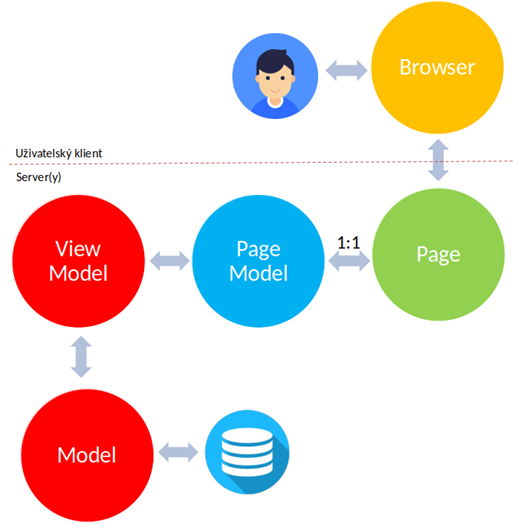 Browser
Uživatelský klient
Server(y)
View
Model
Page
Model
1:1
Page
Model